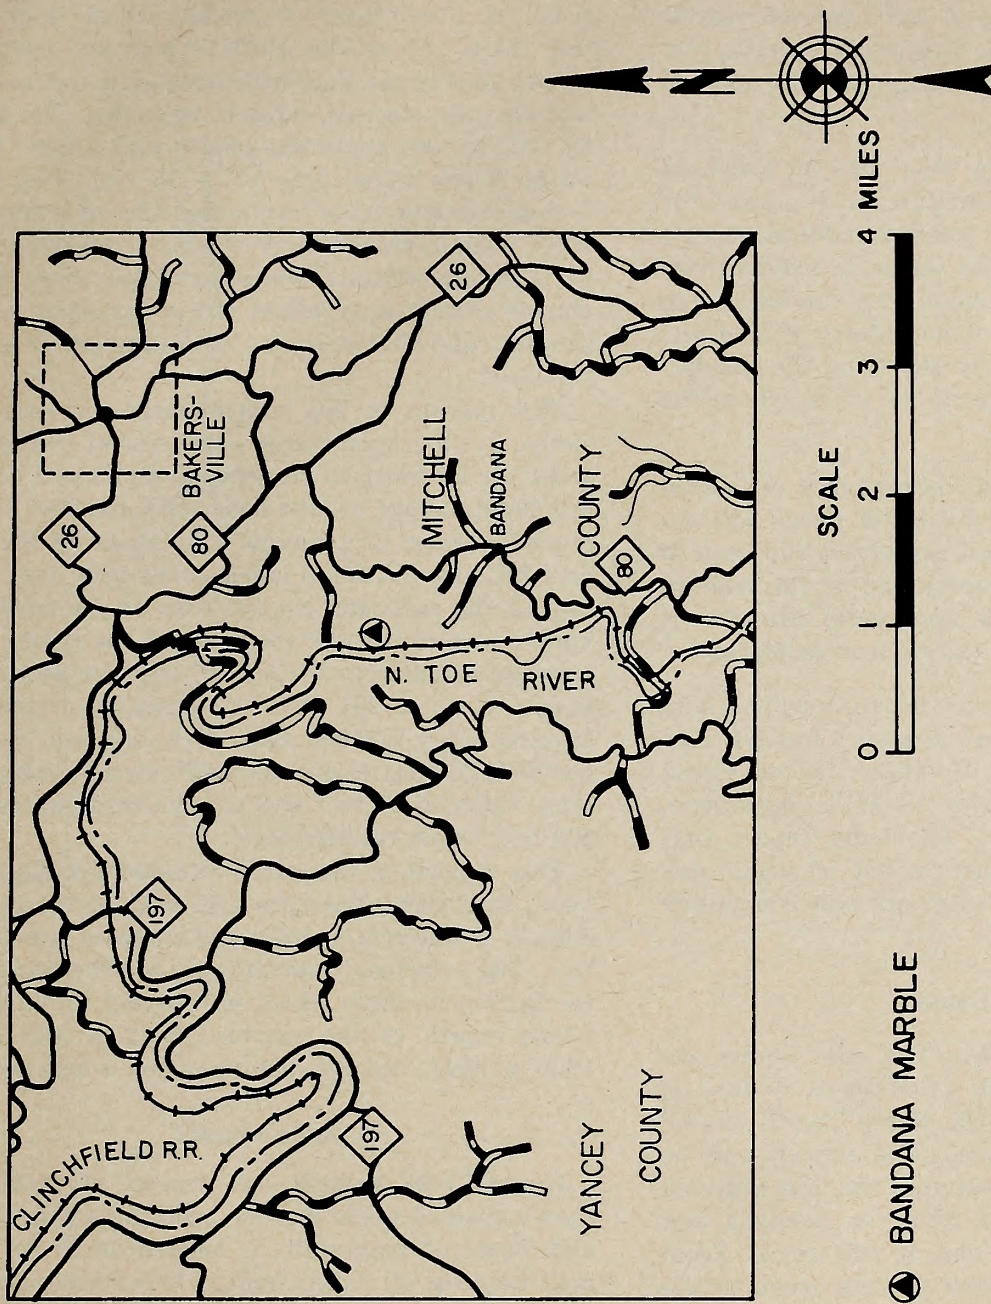 CLINCHFIELD R.R.
197
197
26
80
BAKERS-
VILLE
26
MITCHELL
BANDANA
COUNTY
80
N. TOE RIVER
YANCEY
COUNTY
N
SCALE
0 1 2 3 4 MILES
BANDANA MARBLE